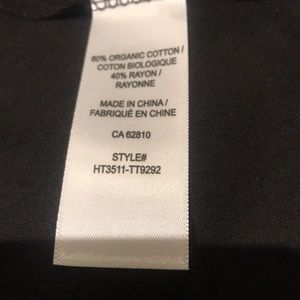 60% ORGANIC COTTON /
COTON BIOLOGIQUE
40% RAYON /
RAYONNE
MADE IN CHINA /
FABRIQUÉ EN CHINE
CA 62810
STYLE#
HT3511-TT9292